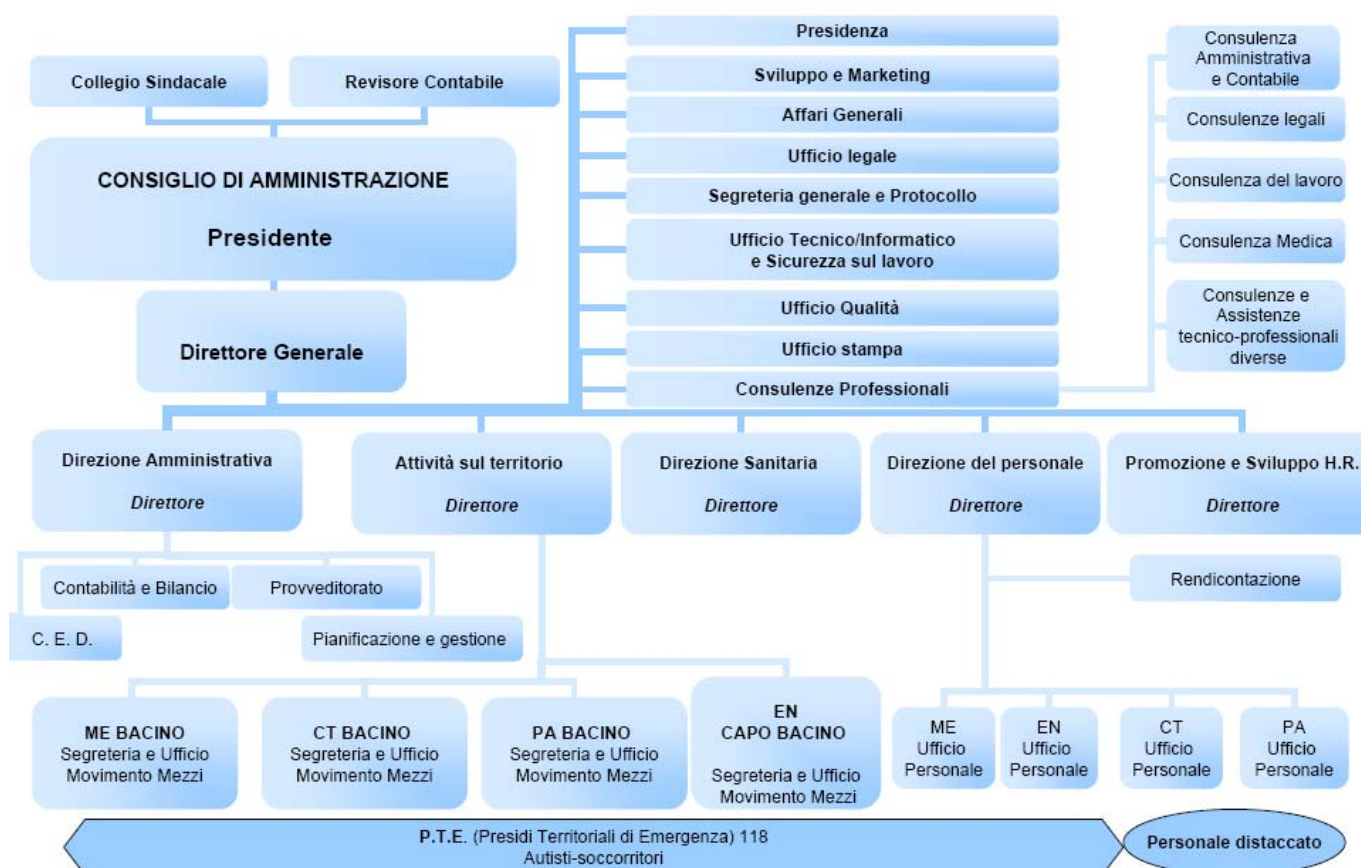 Collegio Sindacale
Revisore Contabile
CONSIGLIO DI AMMINISTRAZIONE
Presidente
Direttore Generale
Presidenza
Sviluppo e Marketing
Affari Generali
Ufficio legale
Segreteria generale e Protocollo
Ufficio Tecnico/Informatico
e Sicurezza sul lavoro
Ufficio Qualità
Ufficio stampa
Consulenze Professionali
Consulenza
Amministrativa
e Contabile
Consulenze legali
Consulenza del lavoro
Consulenza Medica
Consulenze e
Assistenze
tecnico-professionali
diverse
Direzione Amministrativa
Direttore
Attività sul territorio
Direttore
Direzione Sanitaria
Direttore
Direzione del personale
Direttore
Promozione e Sviluppo H.R.
Direttore
Contabilità e Bilancio
Provveditorato
C. E. D.
Pianificazione e gestione
Rendicontazione
ME BACINO
Segreteria e Ufficio
Movimento Mezzi
CT BACINO
Segreteria e Ufficio
Movimento Mezzi
PA BACINO
Segreteria e Ufficio
Movimento Mezzi
EN
CAPO BACINO
Segreteria e Ufficio
Movimento Mezzi
ME
Ufficio
Personale
EN
Ufficio
Personale
CT
Ufficio
Personale
PA
Ufficio
Personale
P.T.E. (Presidi Territoriali di Emergenza) 118
Autisti-soccorritori
Personale distaccato